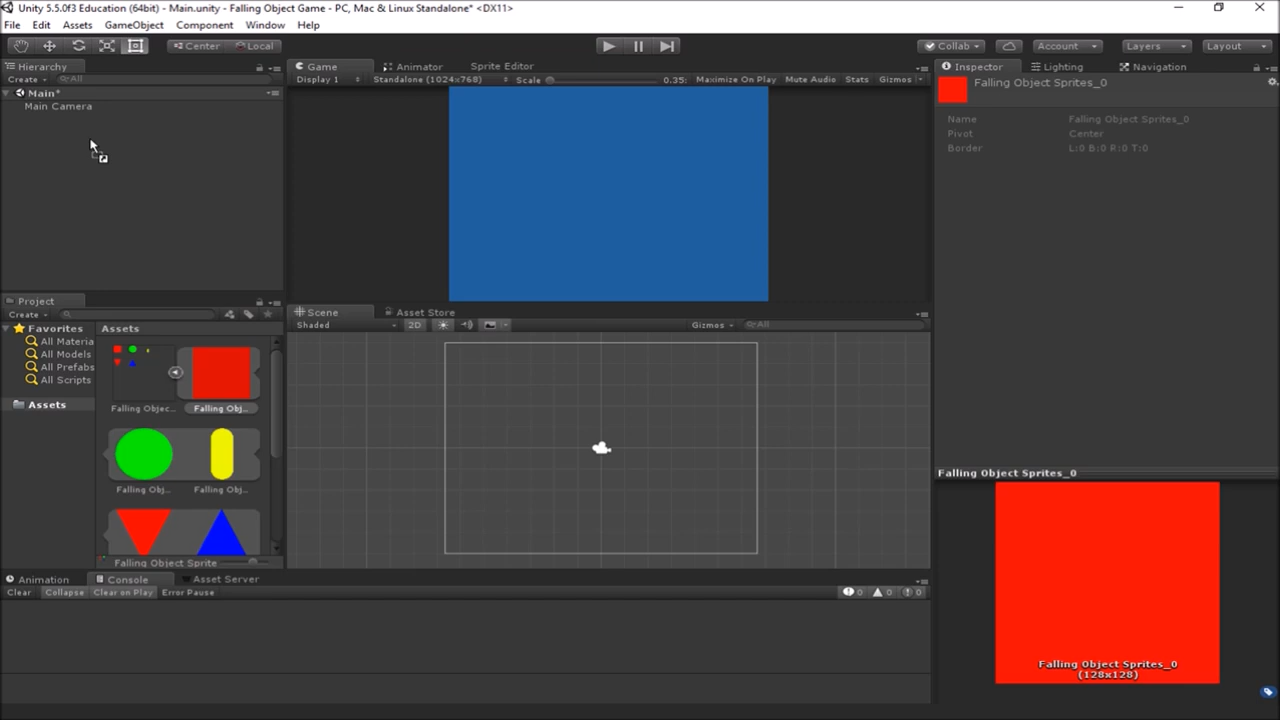 Unity 5.5.0f3 Education (64bit) - Main.unity - Falling Object Game - PC, Mac & Linux Standalone* <DX11>
File Edit Assets GameObject Component Window Help
Center Local Collab Account Layers Layout
Hierarchy
Create All
Main*
Main Camera
Game Animator Sprite Editor
Display 1 Standalone (1024x768) Scale 0.35: Maximize On Play Mute Audio Stats Gizmos
Inspector Lighting Navigation
Falling Object Sprites_0
Name Falling Object Sprites_0
Pivot Center
Border L:0 B:0 R:0 T:0
Project
Create
Favorites
All Materia
All Models
All Prefabs
All Scripts
Assets
Assets
Falling Objec... Falling Obj...
Falling Obj... Falling Obj...
Falling Object Sprite
Scene Asset Store
Shaded 2D Gizmos All
Animation Console Asset Server
Clear Collapse Clear on Play Error Pause 0 0 0
Falling Object Sprites_0
Falling Object Sprites_0
(128x128)